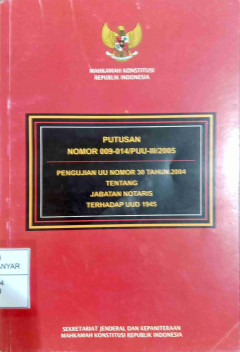 MAHKAMAH KONSTITUSI
REPUBLIK INDONESIA
PUTUSAN
NOMOR 009-014/PUU-III/2005
PENGUJIAN UU NOMOR 30 TAHUN 2004
TENTANG
JABATAN NOTARIS
TERHADAP UUD 1945
ANYAR
SEKRETARIAT JENDERAL DAN KEPANITERAAN
MAHKAMAH KONSTITUSI REPUBLIK INDONESIA